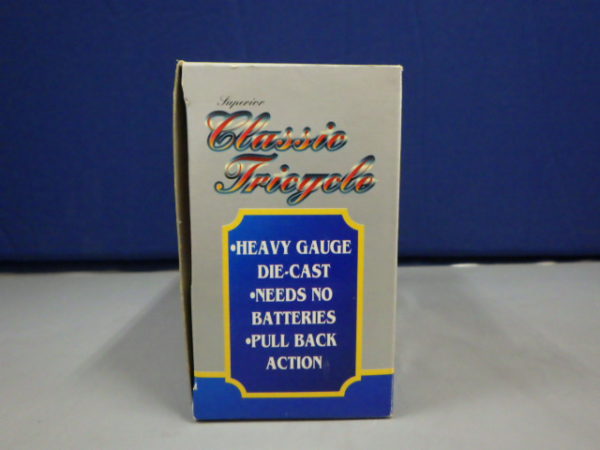 Superior
Classic
Tricycle
•HEAVY GAUGE
DIE-CAST
•NEEDS NO
BATTERIES
•PULL BACK
ACTION